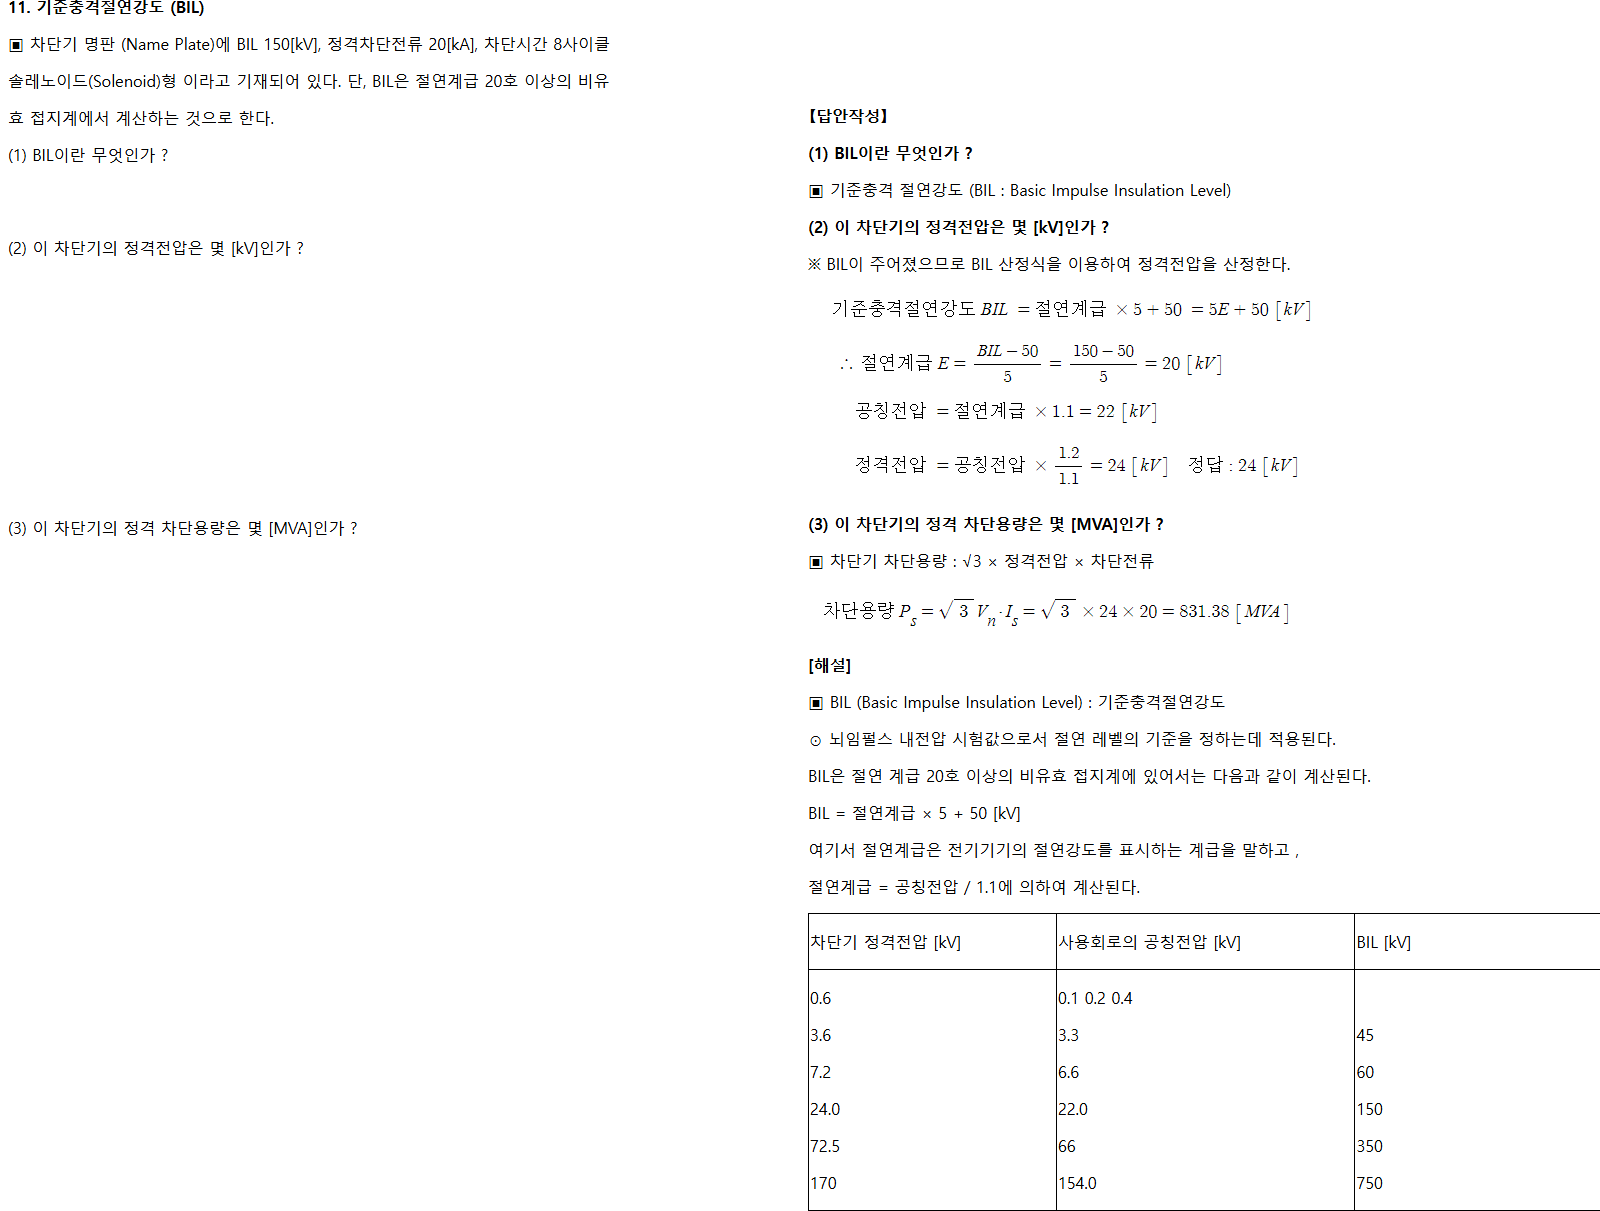 11. 기준충격절연강도 (BIL)
▣ 차단기 명판 (Name Plate)에 BIL 150[kV], 정격차단전류 20[kA], 차단시간 8사이클
솔레노이드(Solenoid)형 이라고 기재되어 있다. 단, BIL은 절연계급 20호 이상의 비유
효 접지계에서 계산하는 것으로 한다.
(1) BIL이란 무엇인가 ?
(2) 이 차단기의 정격전압은 몇 [kV]인가 ?
(3) 이 차단기의 정격 차단용량은 몇 [MVA]인가 ?
【답안작성】
(1) BIL이란 무엇인가 ?
▣ 기준충격 절연강도 (BIL : Basic Impulse Insulation Level)
(2) 이 차단기의 정격전압은 몇 [kV]인가 ?
※ BIL이 주어졌으므로 BIL 산정식을 이용하여 정격전압을 산정한다.
기준충격절연강도 BIL = 절연계급 × 5 + 50 = 5E + 50 [kV]
∴ 절연계급 E = (BIL − 50)/5 = (150 − 50)/5 = 20 [kV]
공칭전압 = 절연계급 × 1.1 = 22 [kV]
정격전압 = 공칭전압 × 1.2/1.1 = 24 [kV] 정답 : 24 [kV]
(3) 이 차단기의 정격 차단용량은 몇 [MVA]인가 ?
▣ 차단기 차단용량 : √3 × 정격전압 × 차단전류
차단용량 P_s = √3 V_n · I_s = √3 × 24 × 20 = 831.38 [MVA]
[해설]
▣ BIL (Basic Impulse Insulation Level) : 기준충격절연강도
⊙ 뇌임펄스 내전압 시험값으로서 절연 레벨의 기준을 정하는데 적용된다.
BIL은 절연 계급 20호 이상의 비유효 접지계에 있어서는 다음과 같이 계산된다.
BIL = 절연계급 × 5 + 50 [kV]
여기서 절연계급은 전기기기의 절연강도를 표시하는 계급을 말하고 ,
절연계급 = 공칭전압 / 1.1에 의하여 계산된다.
차단기 정격전압 [kV] 사용회로의 공칭전압 [kV] BIL [kV]
0.6 0.1 0.2 0.4
3.6 3.3 45
7.2 6.6 60
24.0 22.0 150
72.5 66 350
170 154.0 750